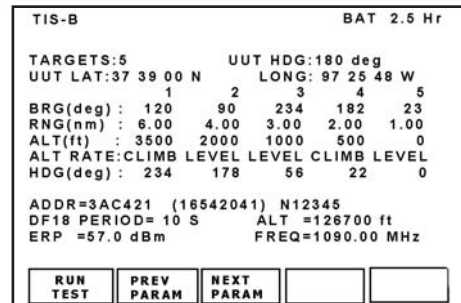 TIS-B BAT 2.5 Hr
TARGETS:5 UUT HDG:180 deg
UUT LAT:37 39 00 N LONG: 97 25 48 W
1 2 3 4 5
BRG(deg) : 120 90 234 182 23
RNG(nm) : 6.00 4.00 3.00 2.00 1.00
ALT(ft) : 3500 2000 1000 500 0
ALT RATE:CLIMB LEVEL LEVEL CLIMB LEVEL
HDG(deg) : 234 178 56 22 0
ADDR=3AC421 (16542041) N12345
DF18 PERIOD= 10 S ALT =126700 ft
ERP =57.0 dBm FREQ=1090.00 MHz
RUN PREV NEXT
TEST PARAM PARAM